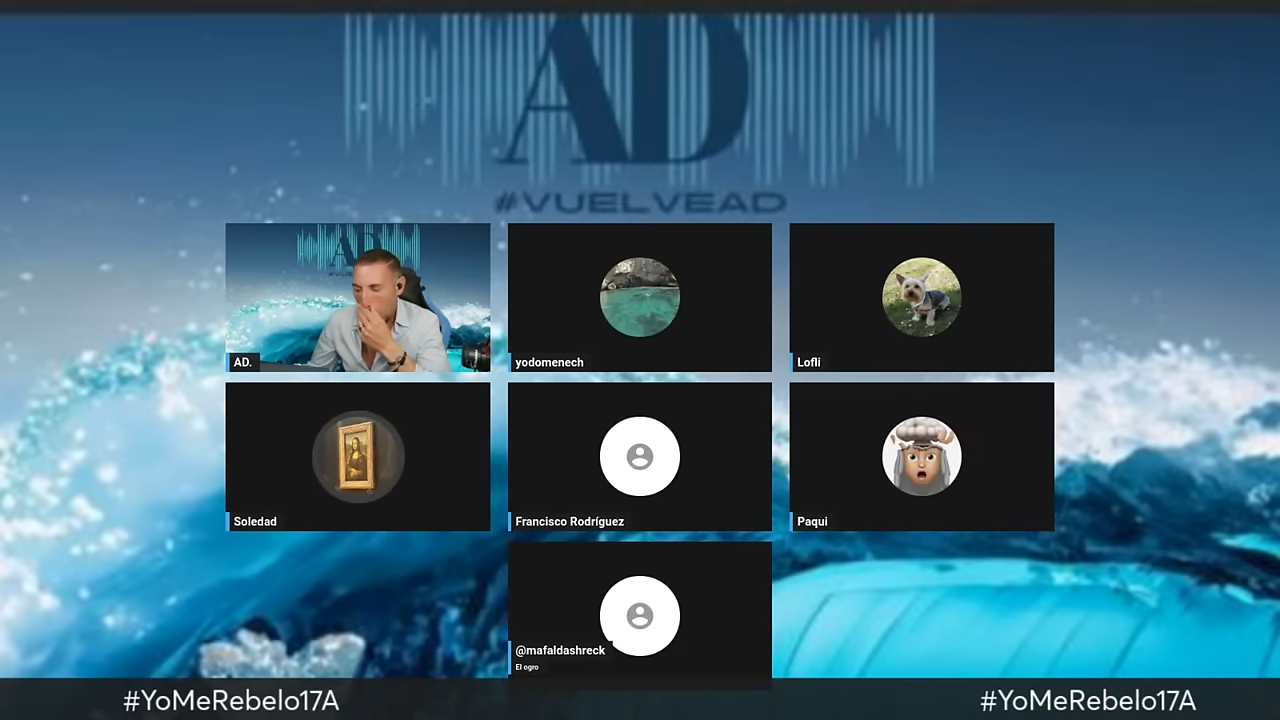 AD
#VUELVEAD
AD.
yodomenech
Lofli
Soledad
Francisco Rodríguez
Paqui
@mafaldashreck
El ogro
#YoMeRebelo17A
#YoMeRebelo17A